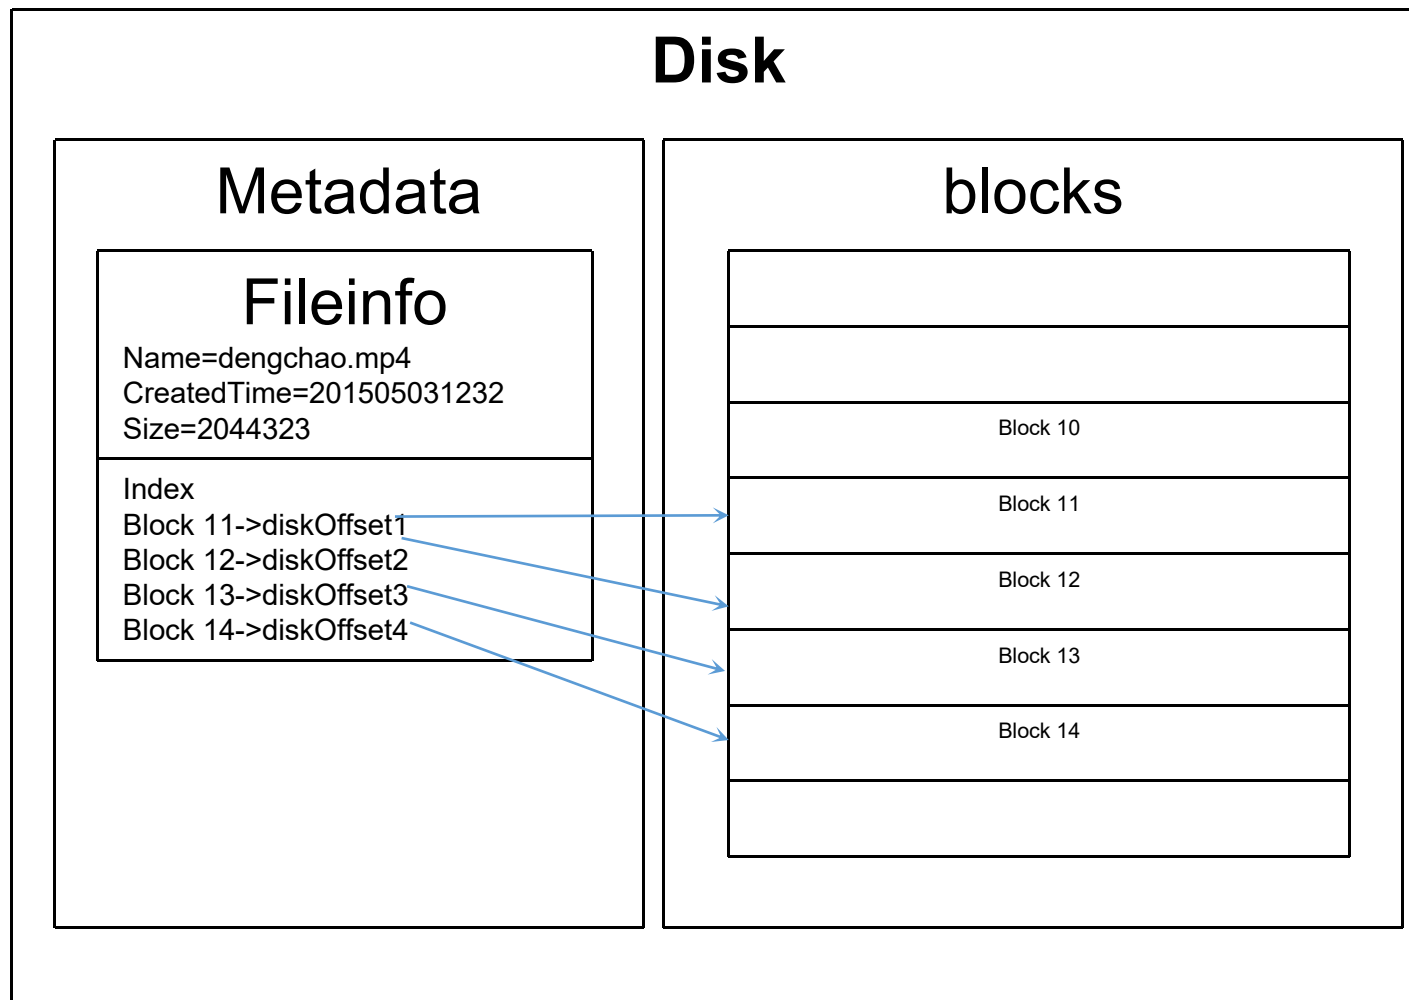 Disk
Metadata
Fileinfo
Name=dengchao.mp4
CreatedTime=201505031232
Size=2044323
Index
Block 11->diskOffset1
Block 12->diskOffset2
Block 13->diskOffset3
Block 14->diskOffset4
blocks
Block 10
Block 11
Block 12
Block 13
Block 14